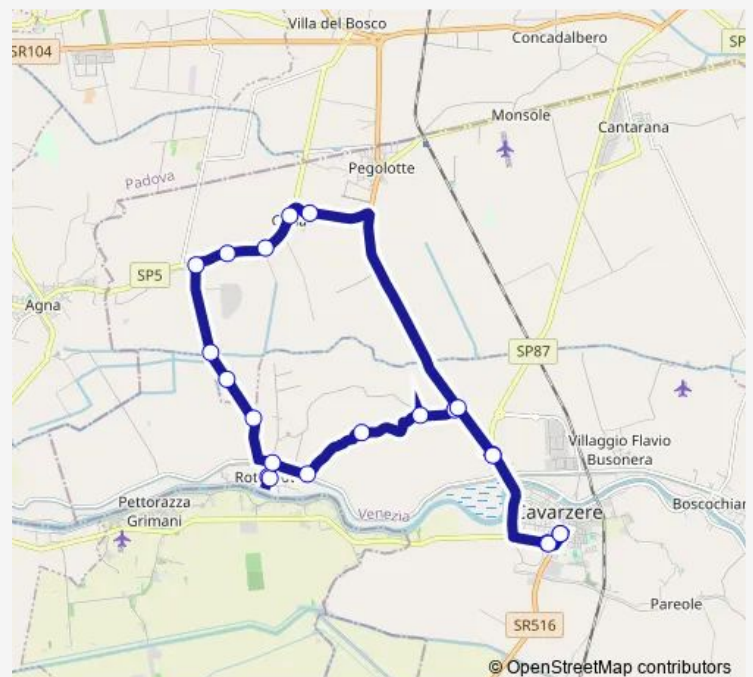 Villa del Bosco
SR104
Concadalbero
SP
Monsole
Cantarana
Pegolotte
Padova
SP5
Agna
SP87
Villaggio Flavio
Busonera
Pettorazza
Grimani
Venezia
Cavarzere
Boscochiar
Pareole
SR516
© OpenStreetMap contributors